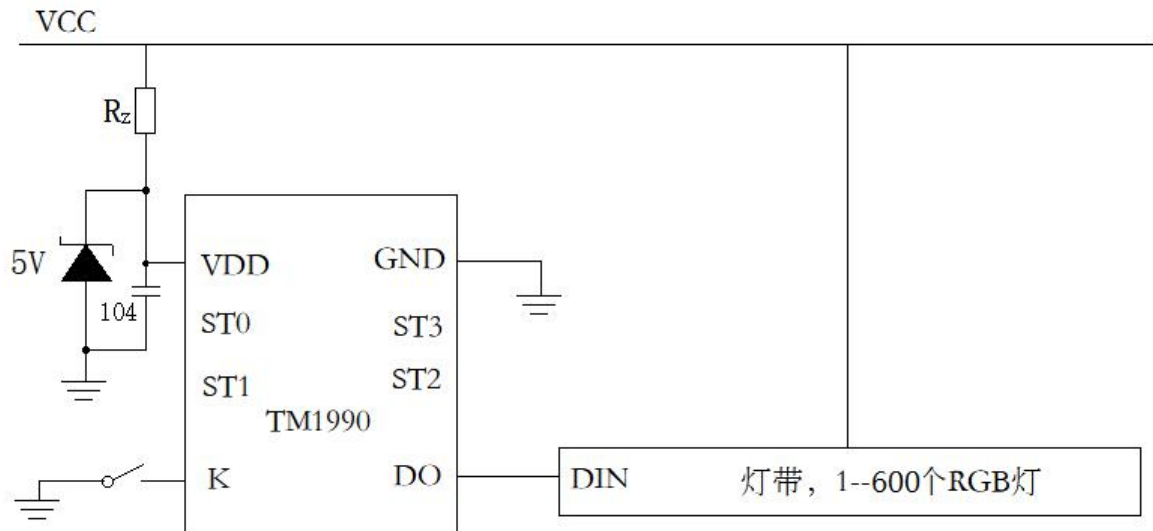 VCC
Rz
5V
104
VDD
GND
ST0
ST3
ST1
ST2
TM1990
K
DO
DIN
灯带，1--600个RGB灯